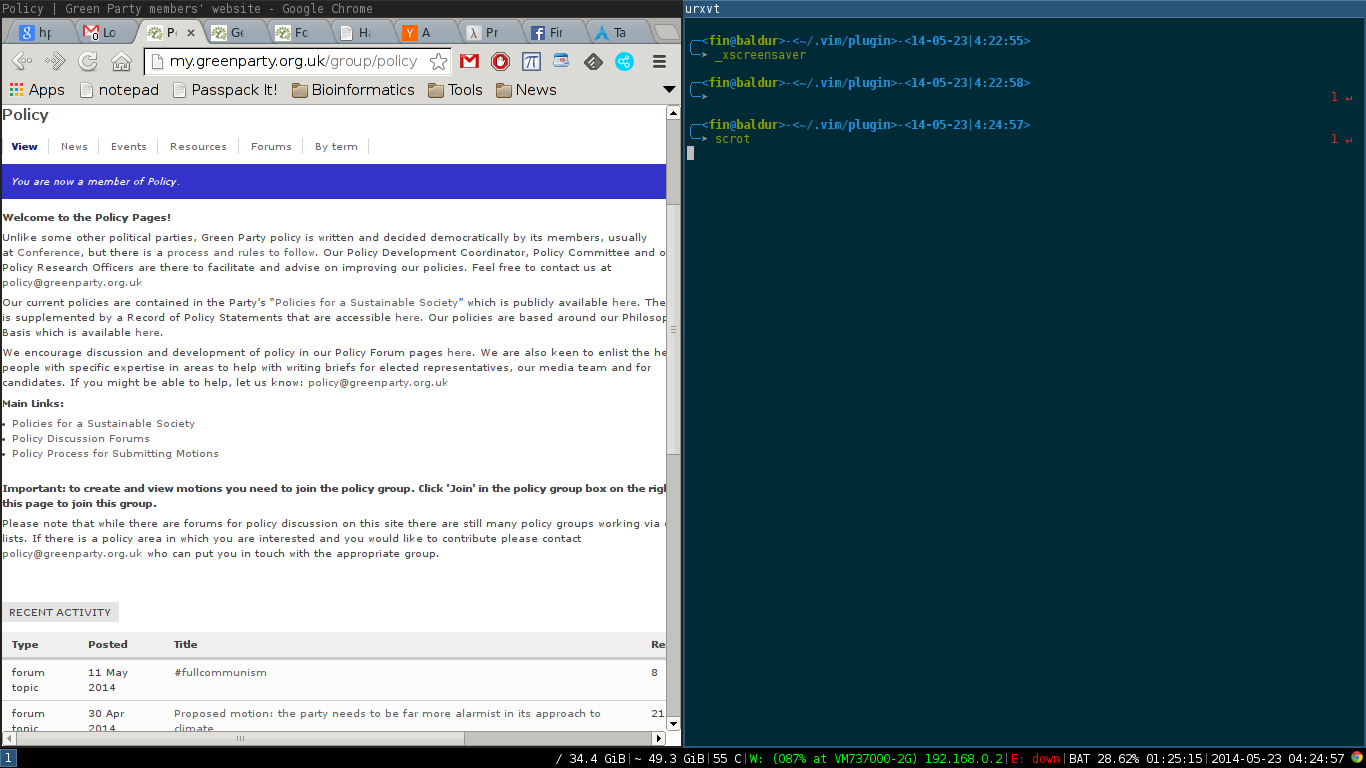 Policy | Green Party members' website - Google Chrome
hp Lo Po Ge Fo Ha A Pr Fir Ta
my.greenparty.org.uk/group/policy
Apps notepad Passpack It! Bioinformatics Tools News
Policy
View News Events Resources Forums By term
You are now a member of Policy.
Welcome to the Policy Pages!
Unlike some other political parties, Green Party policy is written and decided democratically by its members, usually
at Conference, but there is a process and rules to follow. Our Policy Development Coordinator, Policy Committee and o
Policy Research Officers are there to facilitate and advise on improving our policies. Feel free to contact us at
policy@greenparty.org.uk
Our current policies are contained in the Party's “Policies for a Sustainable Society” which is publicly available here. The
is supplemented by a Record of Policy Statements that are accessible here. Our policies are based around our Philosop
Basis which is available here.
We encourage discussion and development of policy in our Policy Forum pages here. We are also keen to enlist the he
people with specific expertise in areas to help with writing briefs for elected representatives, our media team and for
candidates. If you might be able to help, let us know: policy@greenparty.org.uk
Main Links:
• Policies for a Sustainable Society
• Policy Discussion Forums
• Policy Process for Submitting Motions
Important: to create and view motions you need to join the policy group. Click 'Join' in the policy group box on the righ
this page to join this group.
Please note that while there are forums for policy discussion on this site there are still many policy groups working via e
lists. If there is a policy area in which you are interested and you would like to contribute please contact
policy@greenparty.org.uk who can put you in touch with the appropriate group.
RECENT ACTIVITY
Type Posted Title Re
forum topic 11 May 2014 #fullcommunism 8
forum topic 30 Apr 2014 Proposed motion: the party needs to be far more alarmist in its approach to climate 21
urxvt
<fin@baldur>-<~/.vim/plugin>-<14-05-23|4:22:55>
_xscreensaver
<fin@baldur>-<~/.vim/plugin>-<14-05-23|4:22:58>
1 ↵
<fin@baldur>-<~/.vim/plugin>-<14-05-23|4:24:57>
scrot 1 ↵
1 / 34.4 GiB|~ 49.3 GiB|55 C|W: (087% at VM737000-2G) 192.168.0.2|E: down|BAT 28.62% 01:25:15|2014-05-23 04:24:57